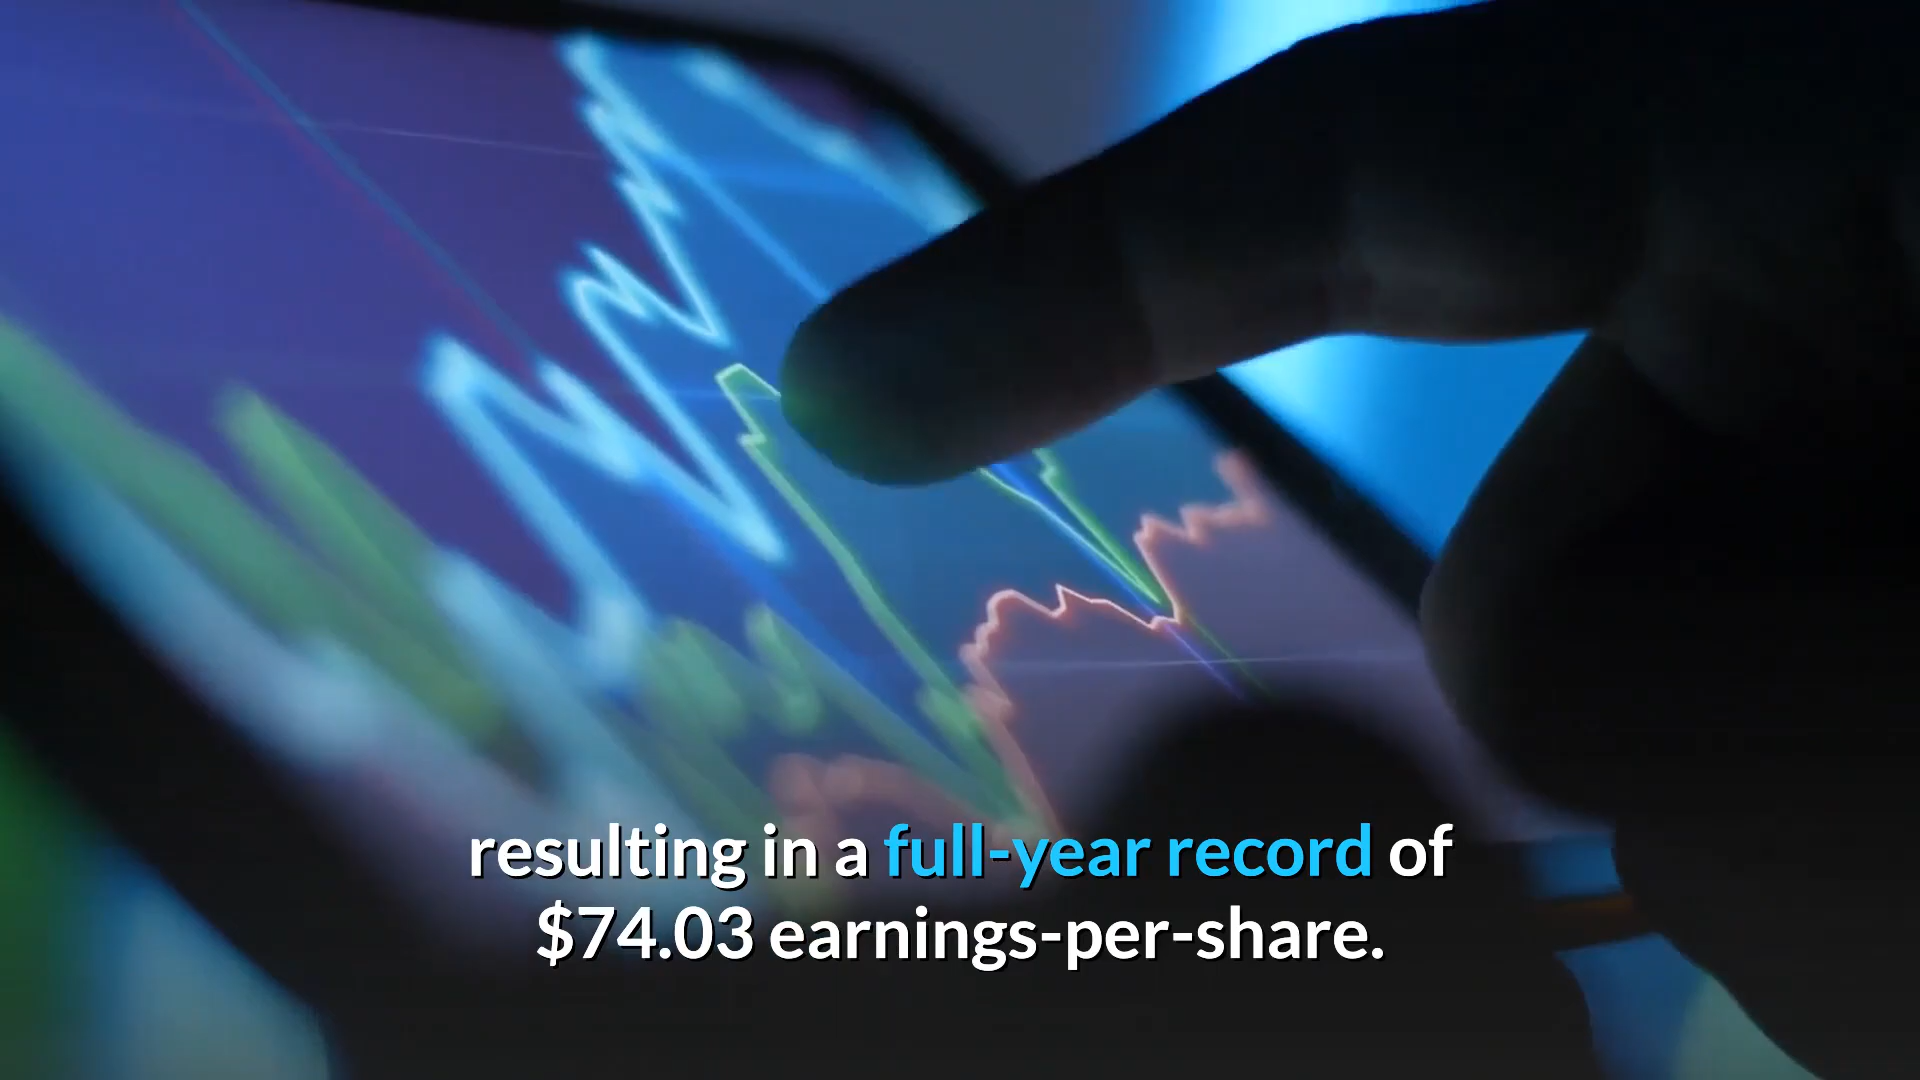 resulting in a full-year record of
$74.03 earnings-per-share.